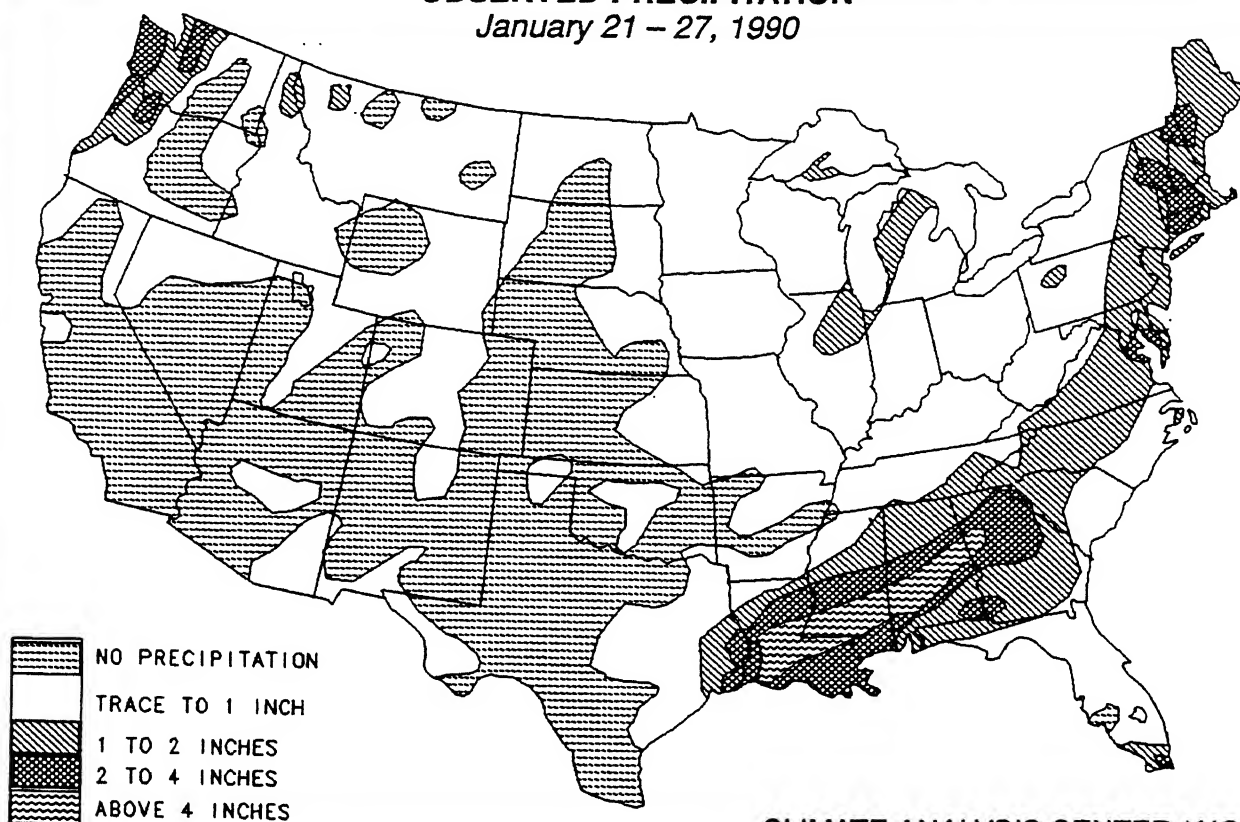 January 21 – 27, 1990
NO PRECIPITATION
TRACE TO 1 INCH
1 TO 2 INCHES
2 TO 4 INCHES
ABOVE 4 INCHES